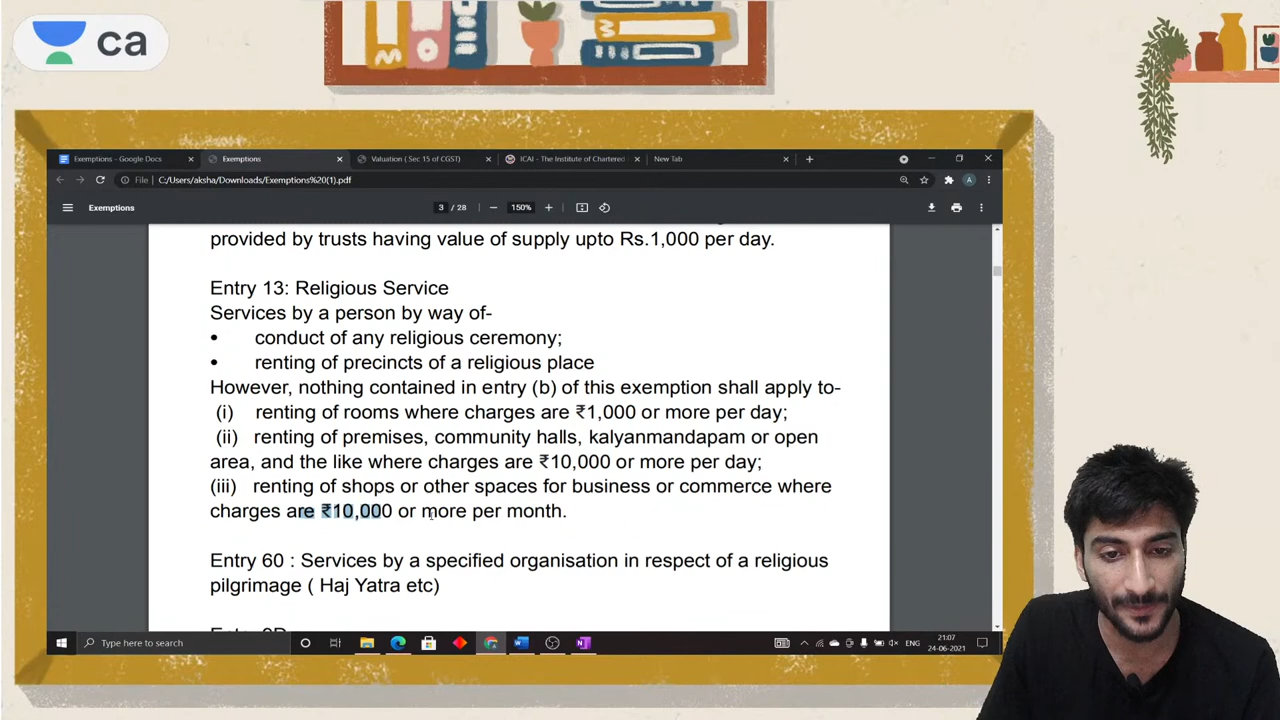 ca
Exemptions - Google Docs
Exemptions
Valuation ( Sec 15 of CGST)
ICAI - The Institute of Chartered
New Tab
File
C:/Users/aksha/Downloads/Exemptions%20(1).pdf
A
Exemptions
3 / 28
150%
provided by trusts having value of supply upto Rs.1,000 per day.
Entry 13: Religious Service
Services by a person by way of-
• conduct of any religious ceremony;
• renting of precincts of a religious place
However, nothing contained in entry (b) of this exemption shall apply to-
(i) renting of rooms where charges are ₹1,000 or more per day;
(ii) renting of premises, community halls, kalyanmandapam or open
area, and the like where charges are ₹10,000 or more per day;
(iii) renting of shops or other spaces for business or commerce where
charges are ₹10,000 or more per month.
Entry 60 : Services by a specified organisation in respect of a religious
pilgrimage ( Haj Yatra etc)
Type here to search
ENG
21:07
24-06-2021